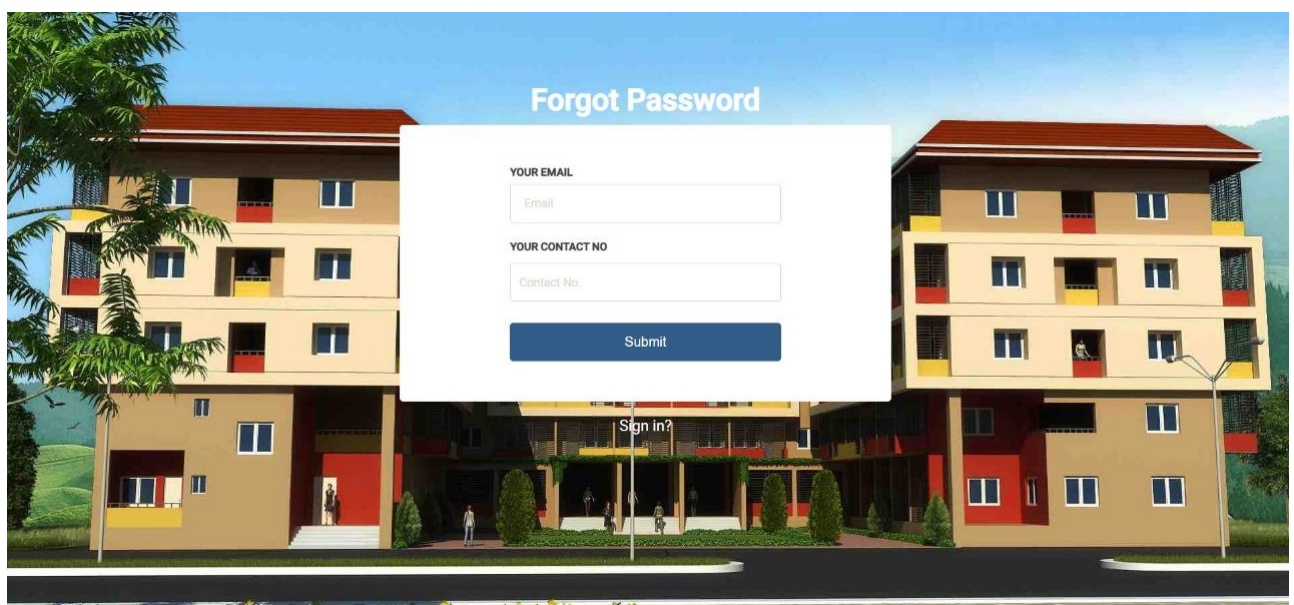 Forgot Password
YOUR EMAIL
Email
YOUR CONTACT NO
Contact No.
Submit
Sign in?